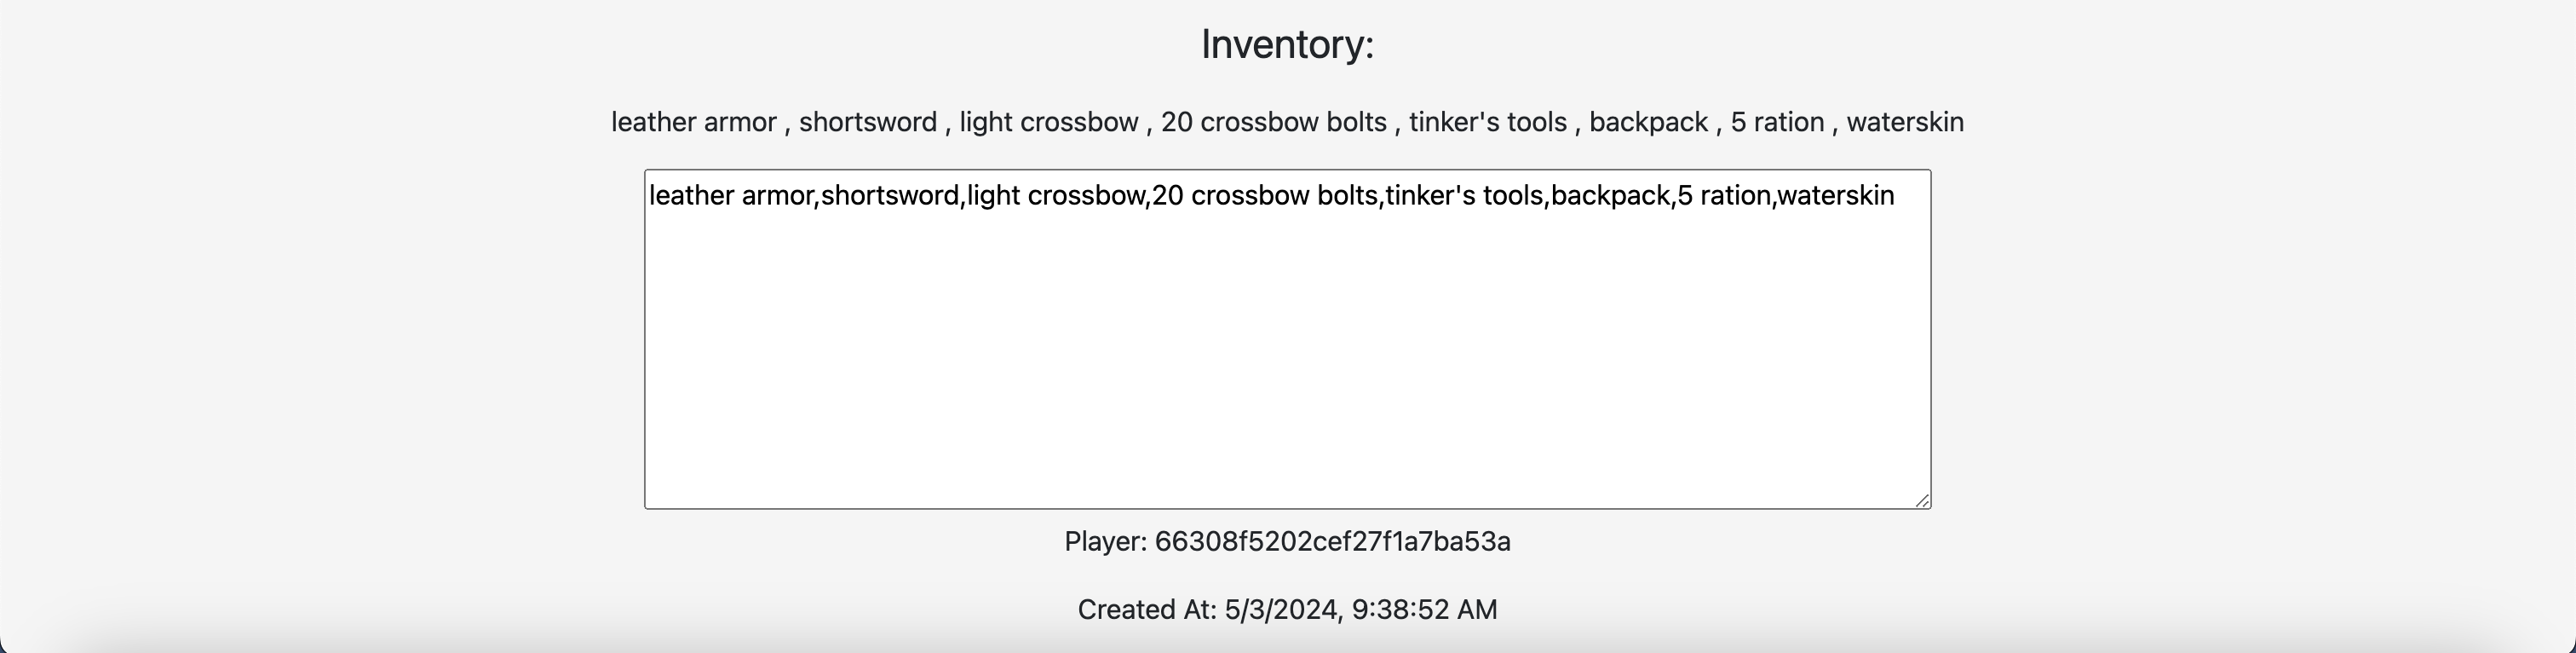 Inventory:
leather armor , shortsword , light crossbow , 20 crossbow bolts , tinker's tools , backpack , 5 ration , waterskin
leather armor,shortsword,light crossbow,20 crossbow bolts,tinker's tools,backpack,5 ration,waterskin
Player: 66308f5202cef27f1a7ba53a
Created At: 5/3/2024, 9:38:52 AM